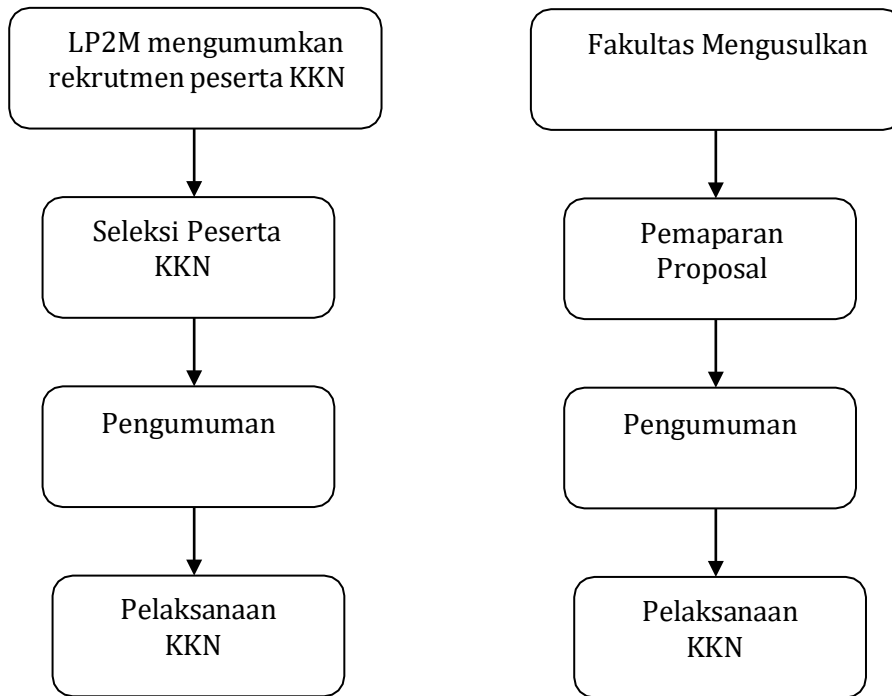 LP2M mengumumkan
rekrutmen peserta KKN
Seleksi Peserta
KKN
Pengumuman
Pelaksanaan
KKN
Fakultas Mengusulkan
Pemaparan
Proposal
Pengumuman
Pelaksanaan
KKN